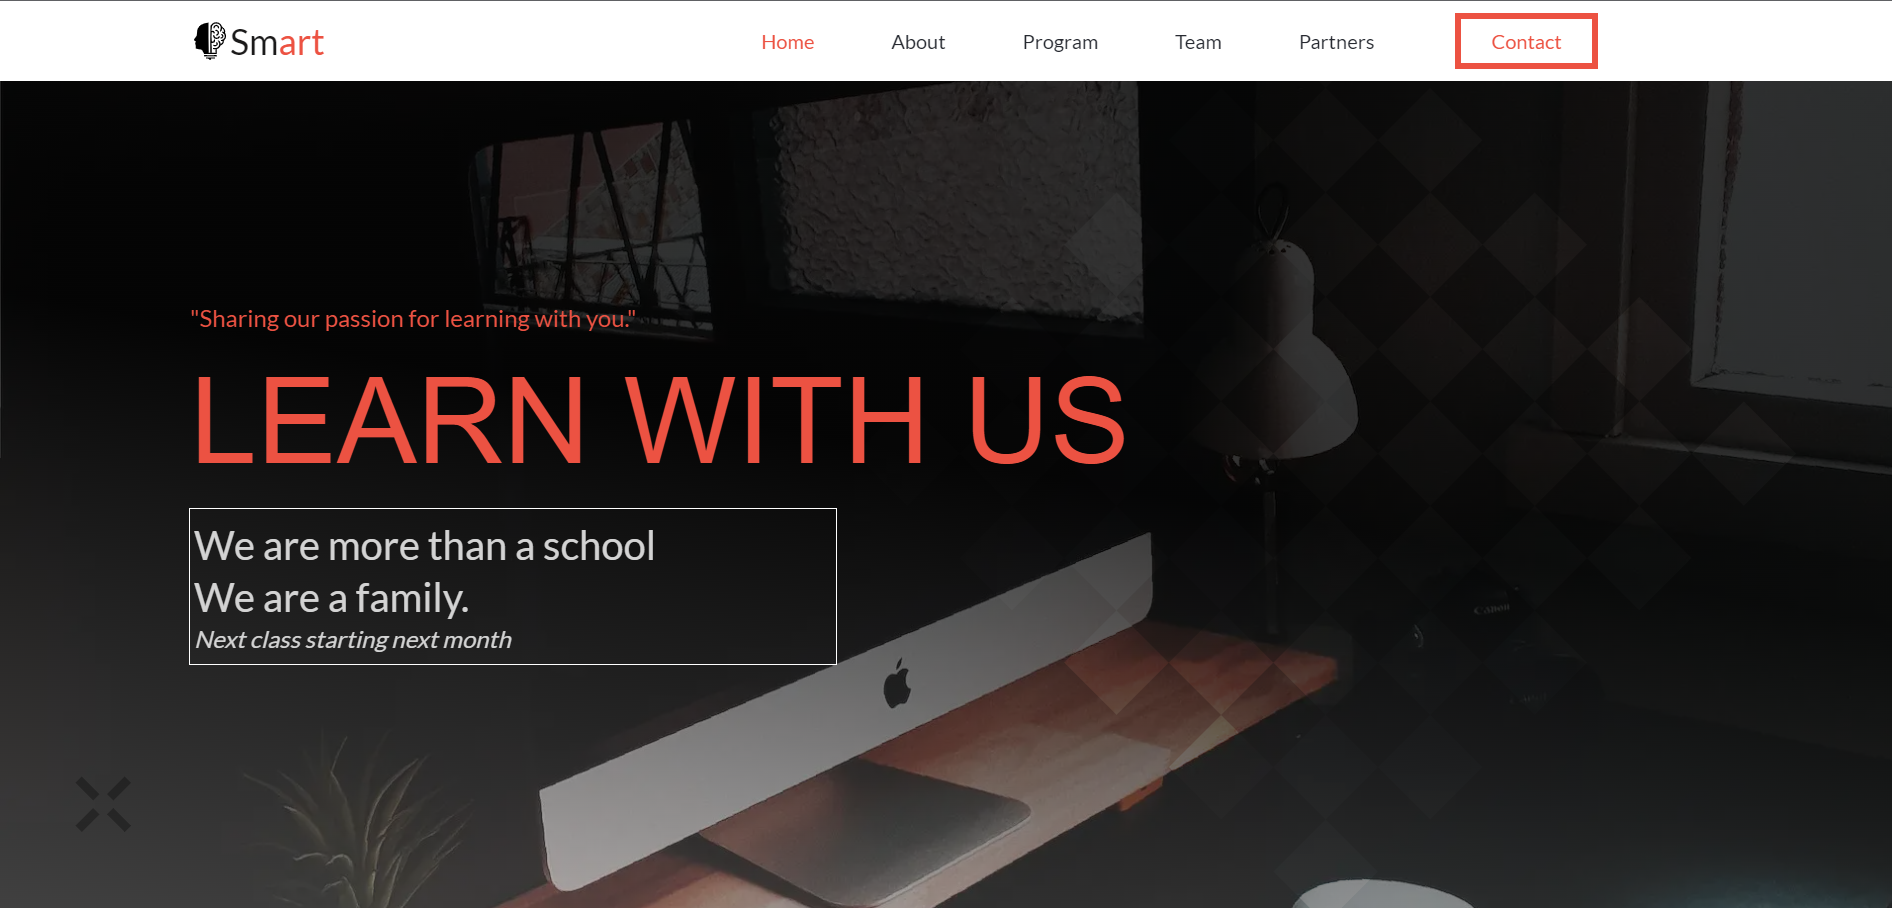 Smart
Home
About
Program
Team
Partners
Contact
"Sharing our passion for learning with you."
LEARN WITH US
We are more than a school
We are a family.
Next class starting next month
Canon